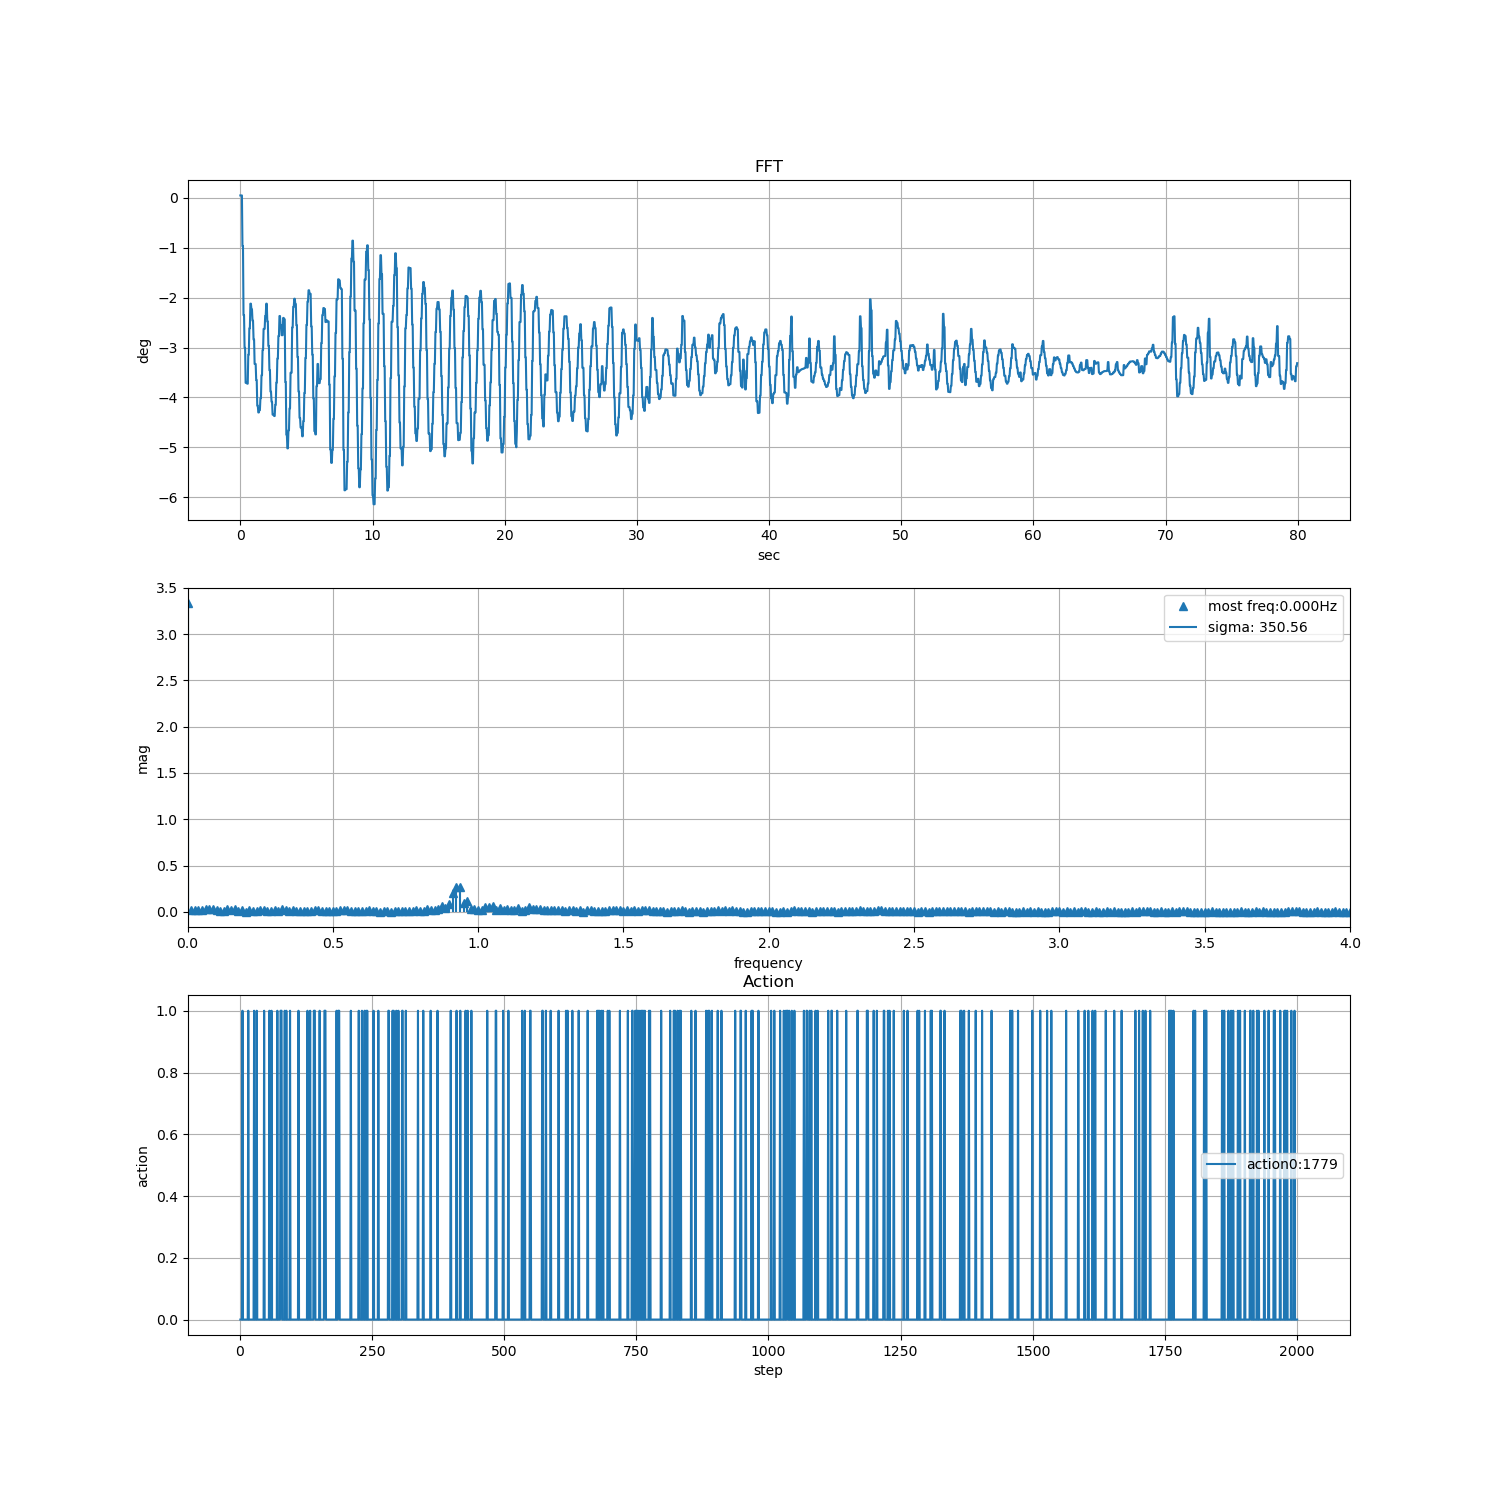 FFT
0
−1
−2
−3
−4
−5
−6
deg
0 10 20 30 40 50 60 70 80
sec
3.5
3.0
2.5
2.0
1.5
1.0
0.5
0.0
mag
most freq:0.000Hz
sigma: 350.56
0.0 0.5 1.0 1.5 2.0 2.5 3.0 3.5 4.0
frequency
Action
1.0
0.8
0.6
0.4
0.2
0.0
action
action0:1779
0 250 500 750 1000 1250 1500 1750 2000
step